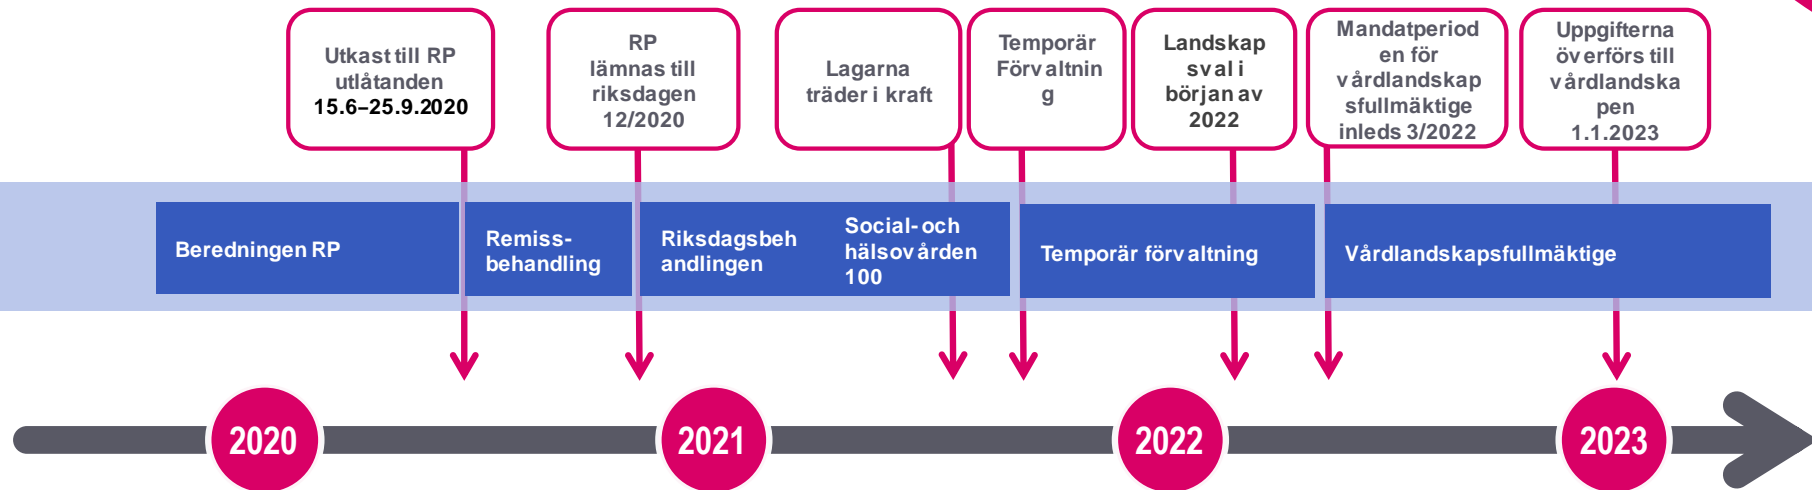 Utkast till RP
utlåtanden
15.6–25.9.2020
RP
lämnas till
riksdagen
12/2020
Lagarna
träder i kraft
Temporär
Förvaltnin
g
Landskap
sval i
början av
2022
Mandatperiod
en för
vårdlandskap
sfullmäktige
inleds 3/2022
Uppgifterna
överförs till
vårdlandska
pen
1.1.2023
Beredningen RP
Remiss-
behandling
Riksdagsbeh
andlingen
Social- och
hälsovården
100
Temporär förvaltning
Vårdlandskapsfullmäktige
2020
2021
2022
2023